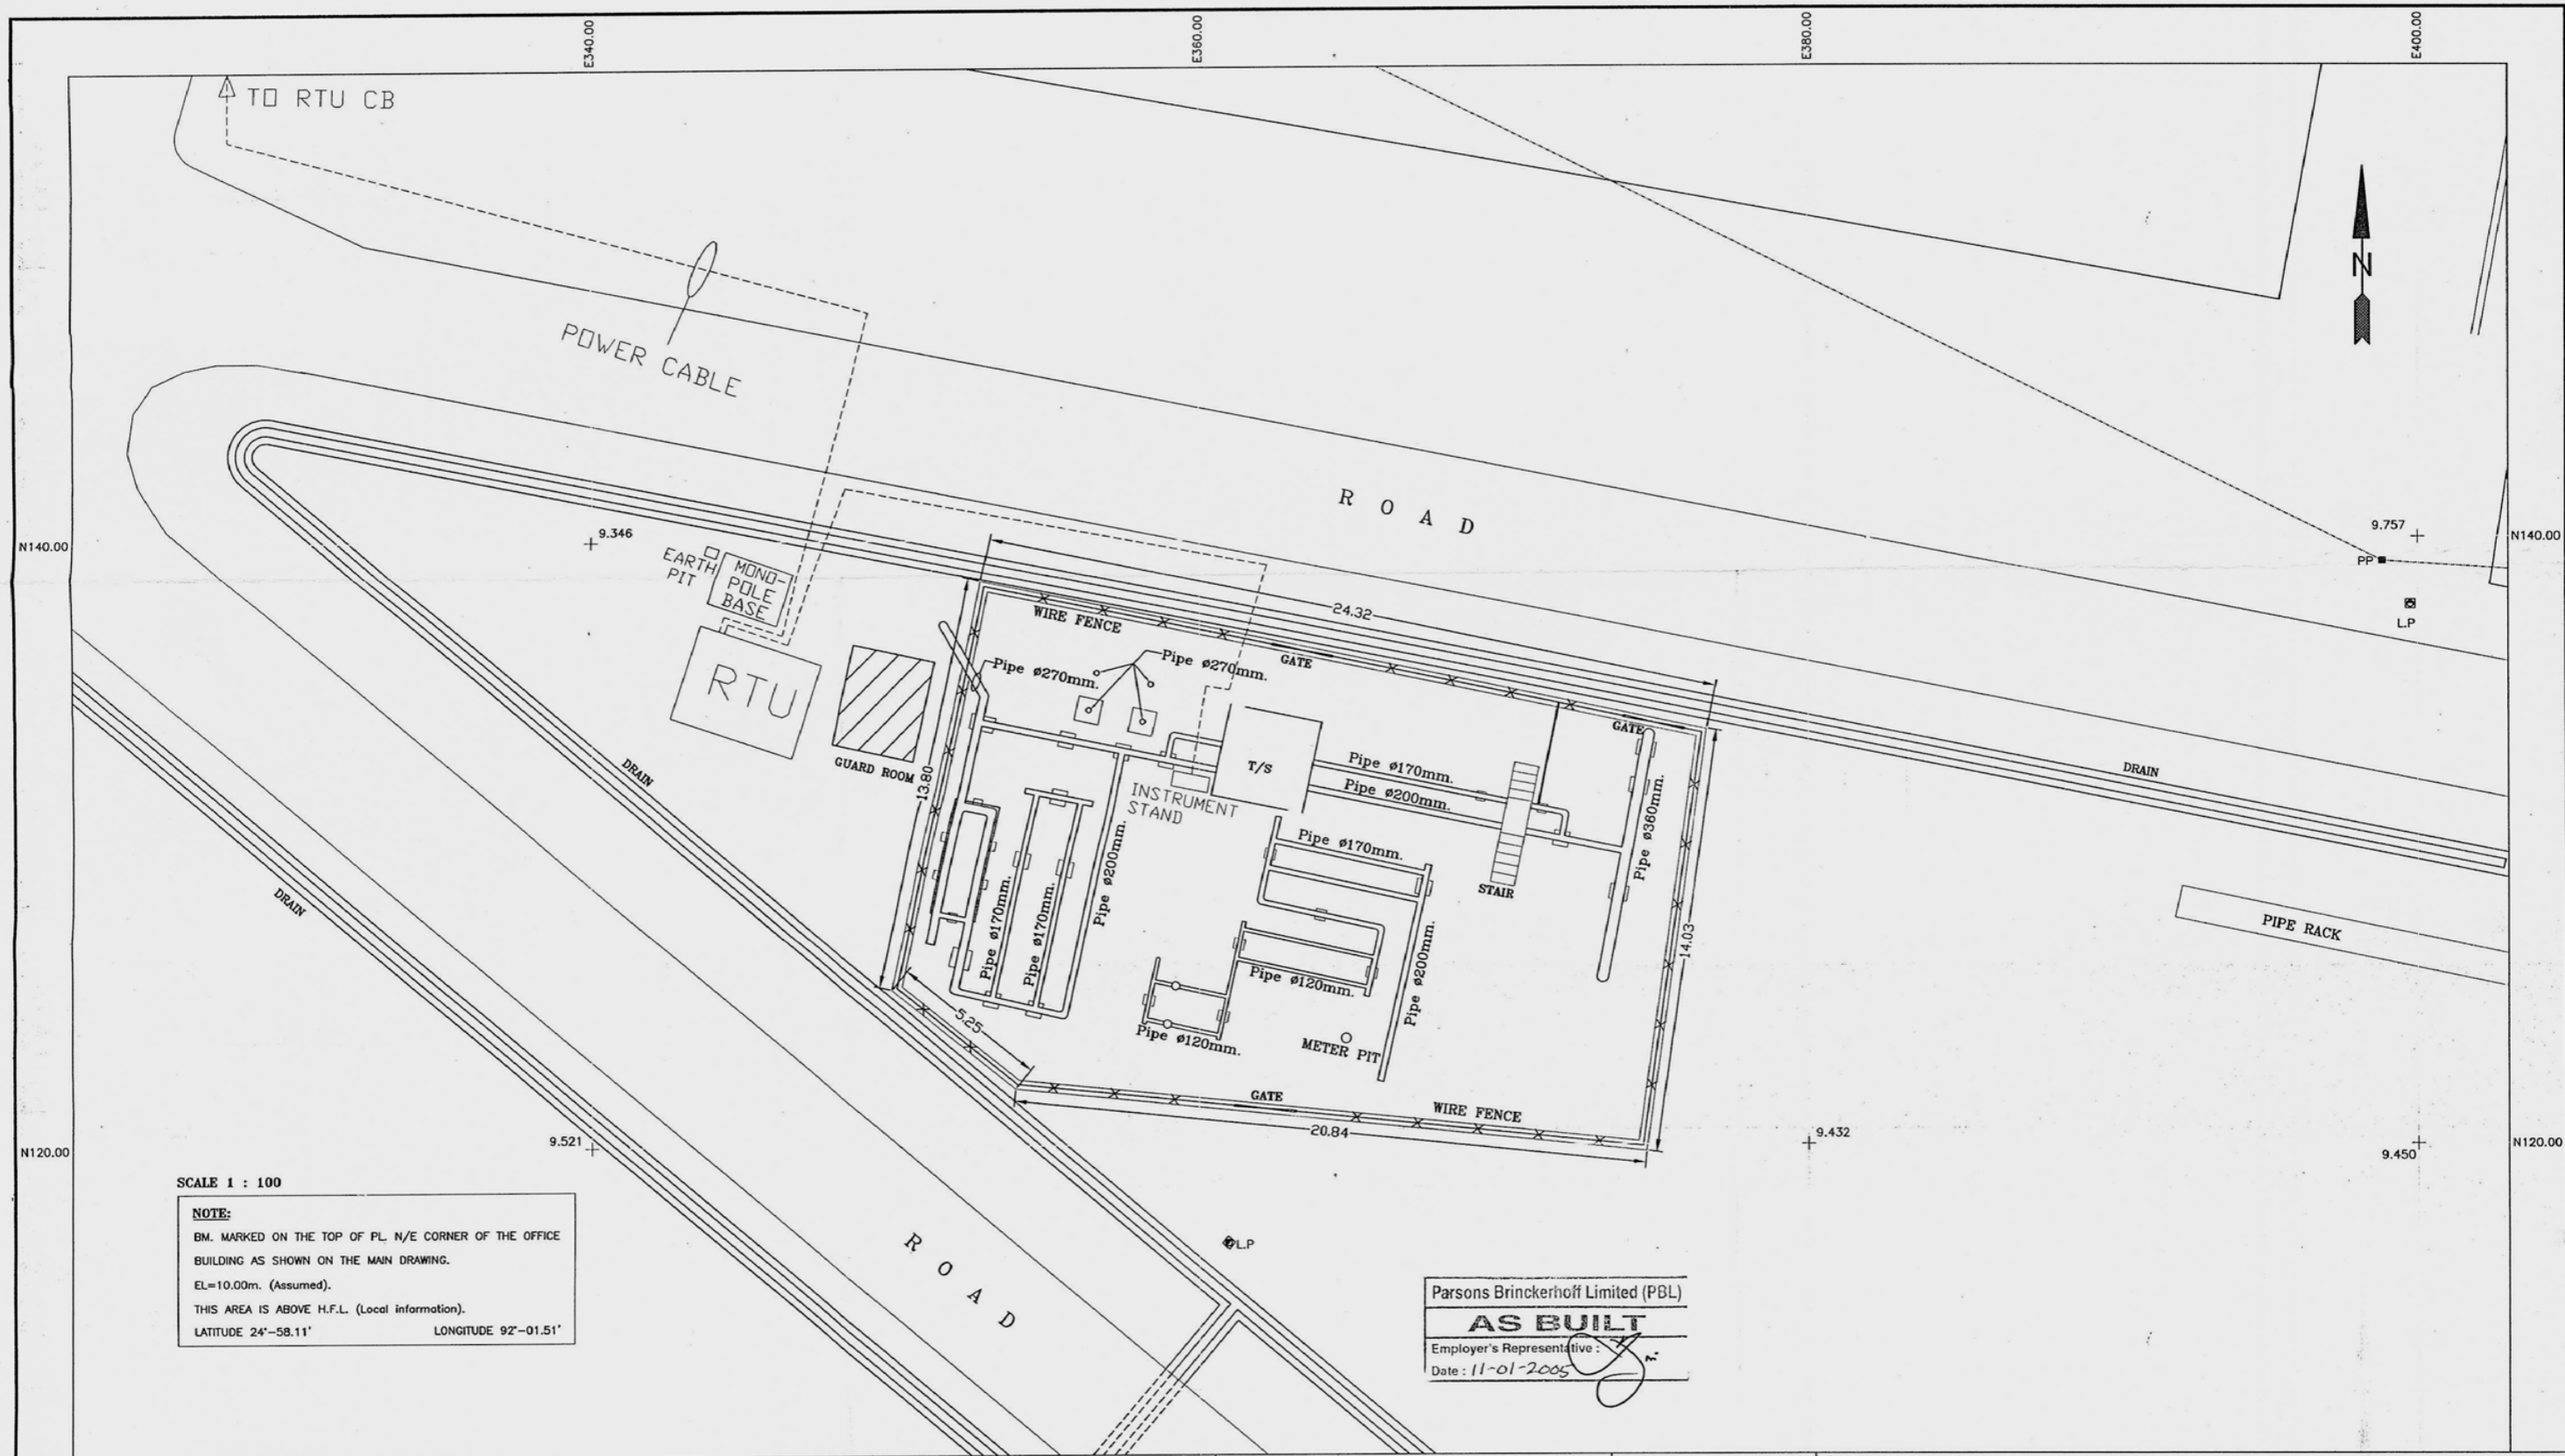 E340.00
E360.00
E380.00
E400.00
TO RTU CB
N
POWER CABLE
R O A D
N140.00
9.346
9.757
N140.00
PP
L.P
EARTH
PIT
MONO-
POLE
BASE
24.32
WIRE FENCE
GATE
RTU
GUARD ROOM
Pipe ø270mm.
Pipe ø270mm.
GATE
13.80
T/S
Pipe ø170mm.
Pipe ø200mm.
Pipe ø360mm.
INSTRUMENT
STAND
DRAIN
DRAIN
DRAIN
Pipe ø170mm.
Pipe ø170mm.
Pipe ø200mm.
Pipe ø170mm.
STAIR
Pipe ø200mm.
PIPE RACK
14.03
Pipe ø120mm.
Pipe ø120mm.
METER PIT
5.25
GATE
WIRE FENCE
20.84
N120.00
9.521
9.432
9.450
N120.00
L.P
R O A D
SCALE 1 : 100
NOTE:
BM. MARKED ON THE TOP OF PL. N/E CORNER OF THE OFFICE
BUILDING AS SHOWN ON THE MAIN DRAWING.
EL=10.00m. (Assumed).
THIS AREA IS ABOVE H.F.L. (Local information).
LATITUDE 24°-58.11' LONGITUDE 92°-01.51'
Parsons Brinckerhoff Limited (PBL)
AS BUILT
Employer's Representative :
Date : 11-01-2005